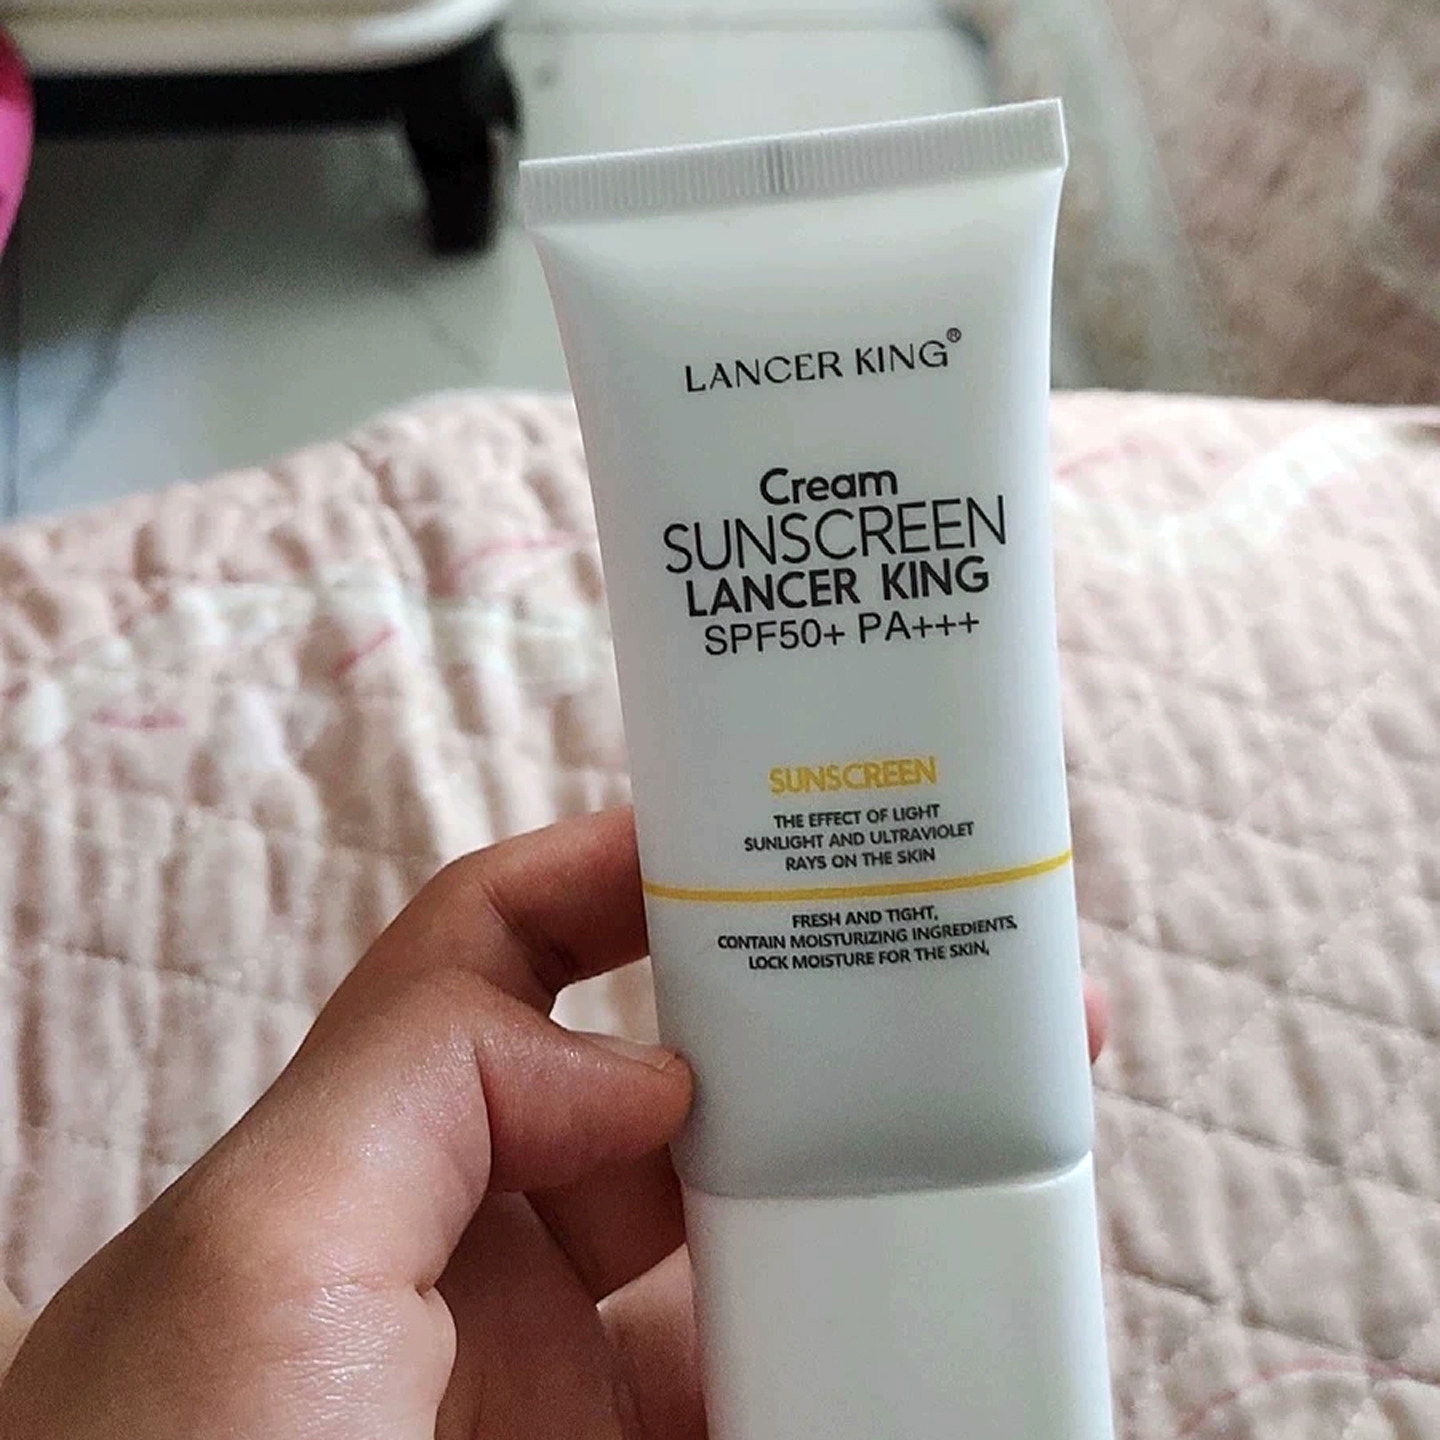 LANCER KING®
Cream
SUNSCREEN
LANCER KING
SPF50+ PA+++
SUNSCREEN
THE EFFECT OF LIGHT
SUNLIGHT AND ULTRAVIOLET
RAYS ON THE SKIN
FRESH AND TIGHT,
CONTAIN MOISTURIZING INGREDIENTS,
LOCK MOISTURE FOR THE SKIN,